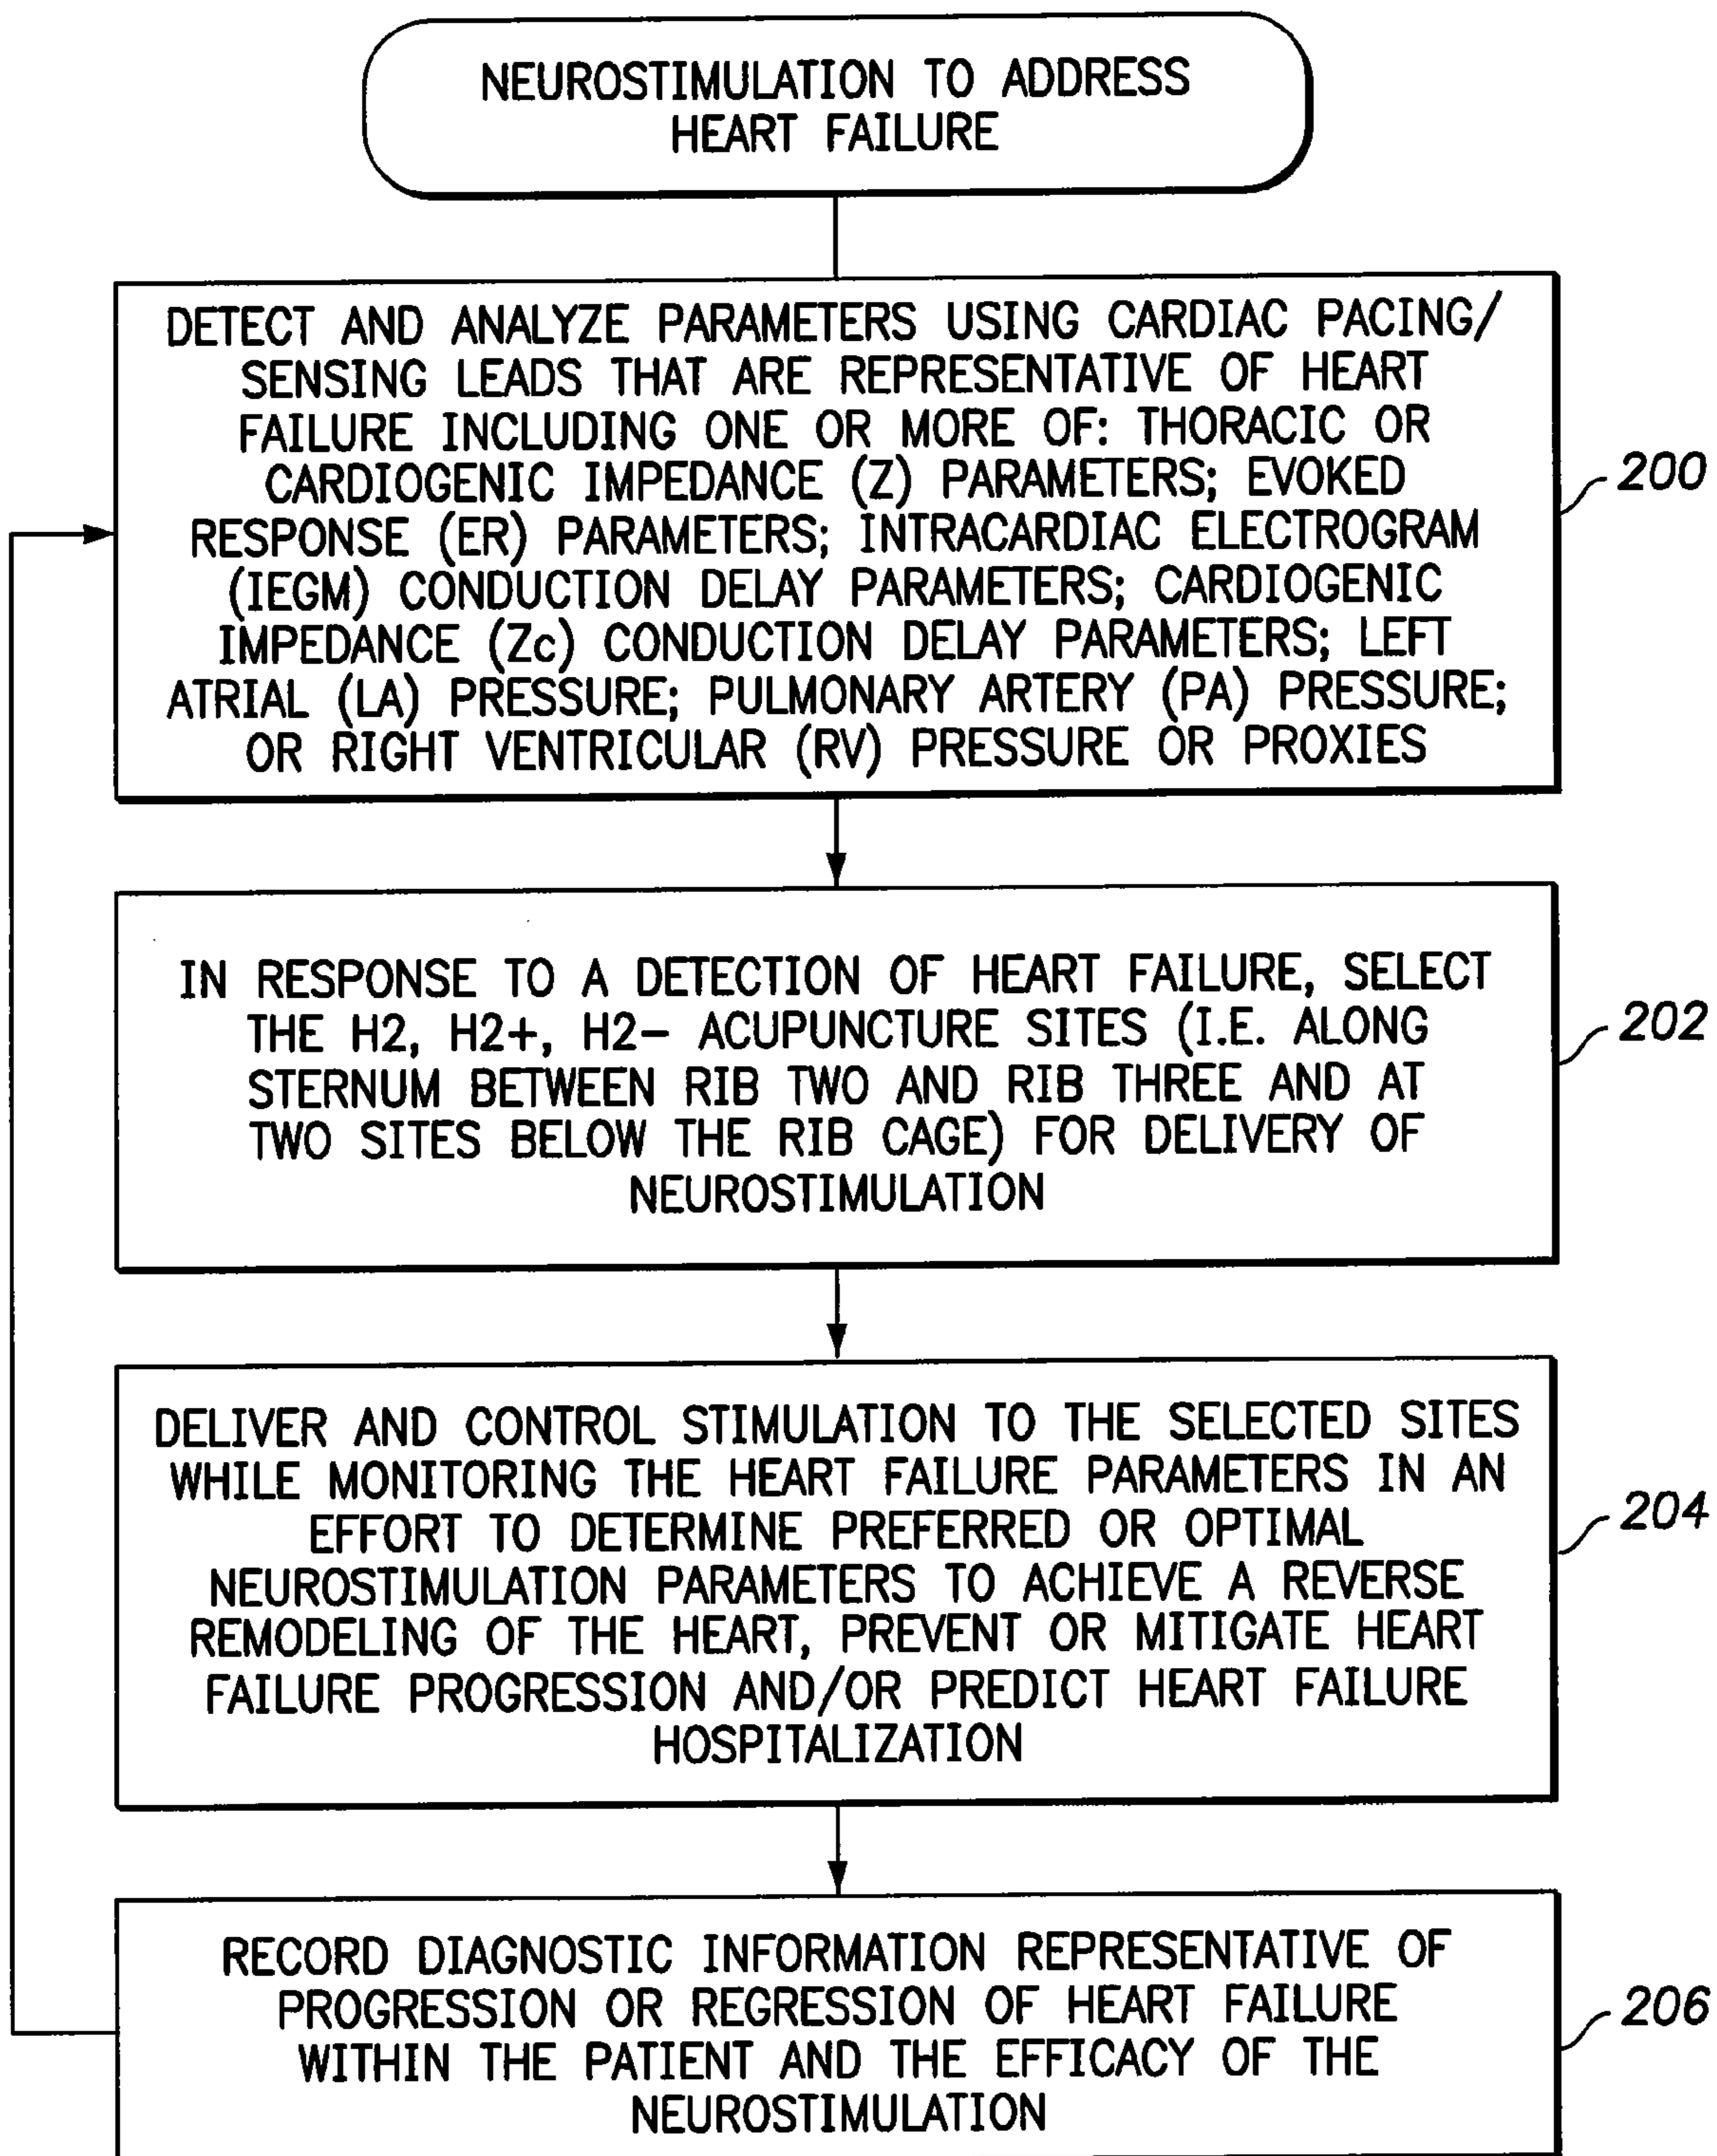 NEUROSTIMULATION TO ADDRESS
HEART FAILURE
DETECT AND ANALYZE PARAMETERS USING CARDIAC PACING/
SENSING LEADS THAT ARE REPRESENTATIVE OF HEART
FAILURE INCLUDING ONE OR MORE OF: THORACIC OR
CARDIOGENIC IMPEDANCE (Z) PARAMETERS; EVOKED
RESPONSE (ER) PARAMETERS; INTRACARDIAC ELECTROGRAM
(IEGM) CONDUCTION DELAY PARAMETERS; CARDIOGENIC
IMPEDANCE (Zc) CONDUCTION DELAY PARAMETERS; LEFT
ATRIAL (LA) PRESSURE; PULMONARY ARTERY (PA) PRESSURE;
OR RIGHT VENTRICULAR (RV) PRESSURE OR PROXIES
200
IN RESPONSE TO A DETECTION OF HEART FAILURE, SELECT
THE H2, H2+, H2- ACUPUNCTURE SITES (I.E. ALONG
STERNUM BETWEEN RIB TWO AND RIB THREE AND AT
TWO SITES BELOW THE RIB CAGE) FOR DELIVERY OF
NEUROSTIMULATION
202
DELIVER AND CONTROL STIMULATION TO THE SELECTED SITES
WHILE MONITORING THE HEART FAILURE PARAMETERS IN AN
EFFORT TO DETERMINE PREFERRED OR OPTIMAL
NEUROSTIMULATION PARAMETERS TO ACHIEVE A REVERSE
REMODELING OF THE HEART, PREVENT OR MITIGATE HEART
FAILURE PROGRESSION AND/OR PREDICT HEART FAILURE
HOSPITALIZATION
204
RECORD DIAGNOSTIC INFORMATION REPRESENTATIVE OF
PROGRESSION OR REGRESSION OF HEART FAILURE
WITHIN THE PATIENT AND THE EFFICACY OF THE
NEUROSTIMULATION
206